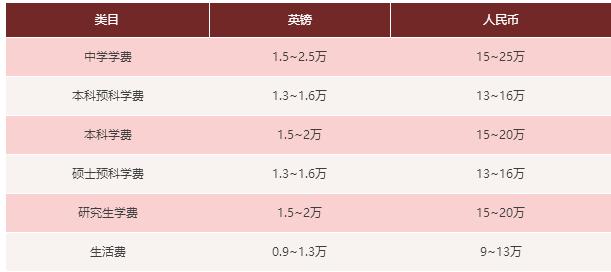 类目 英镑 人民币
中学学费 1.5~2.5万 15~25万
本科预科学费 1.3~1.6万 13~16万
本科学费 1.5~2万 15~20万
硕士预科学费 1.3~1.6万 13~16万
研究生学费 1.5~2万 15~20万
生活费 0.9~1.3万 9~13万